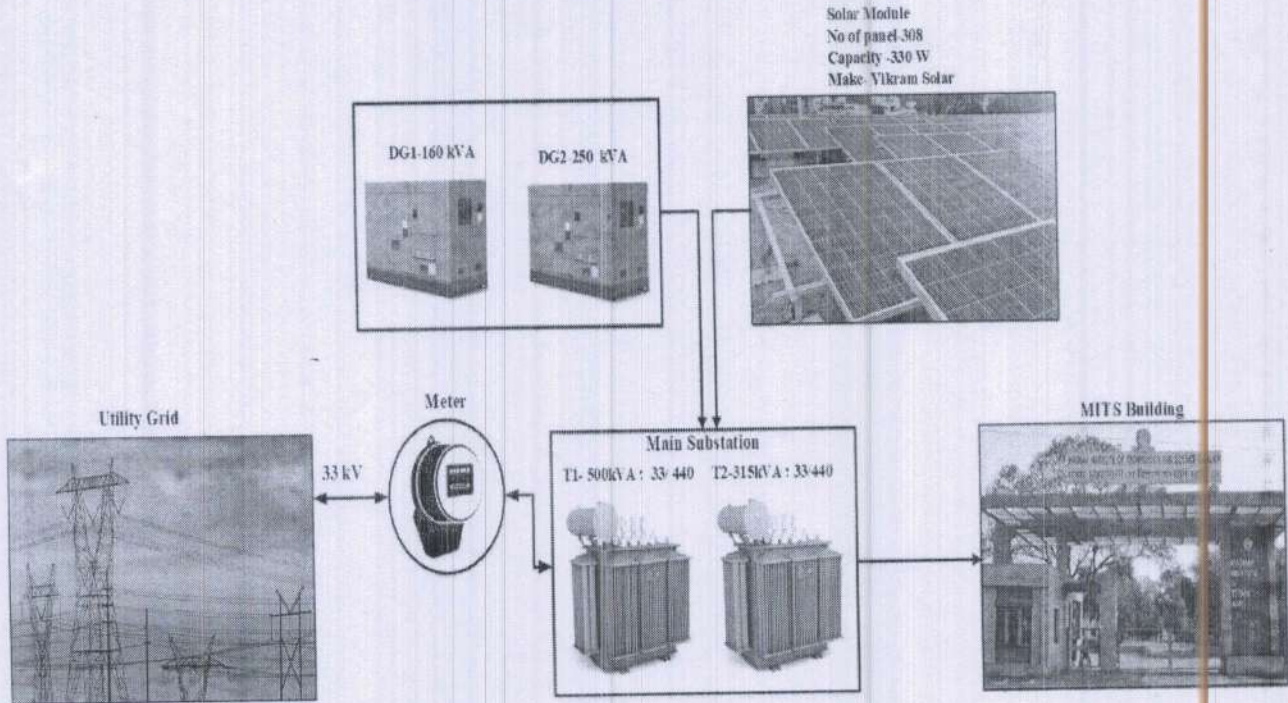 Solar Module
No of panel-308
Capacity -330 W
Make- Vikram Solar
DG1-160 kVA
DG2-250 kVA
Utility Grid
33 kV
Meter
Main Substation
T1- 500kVA : 33/ 440
T2-315kVA : 33/440
MITS Building